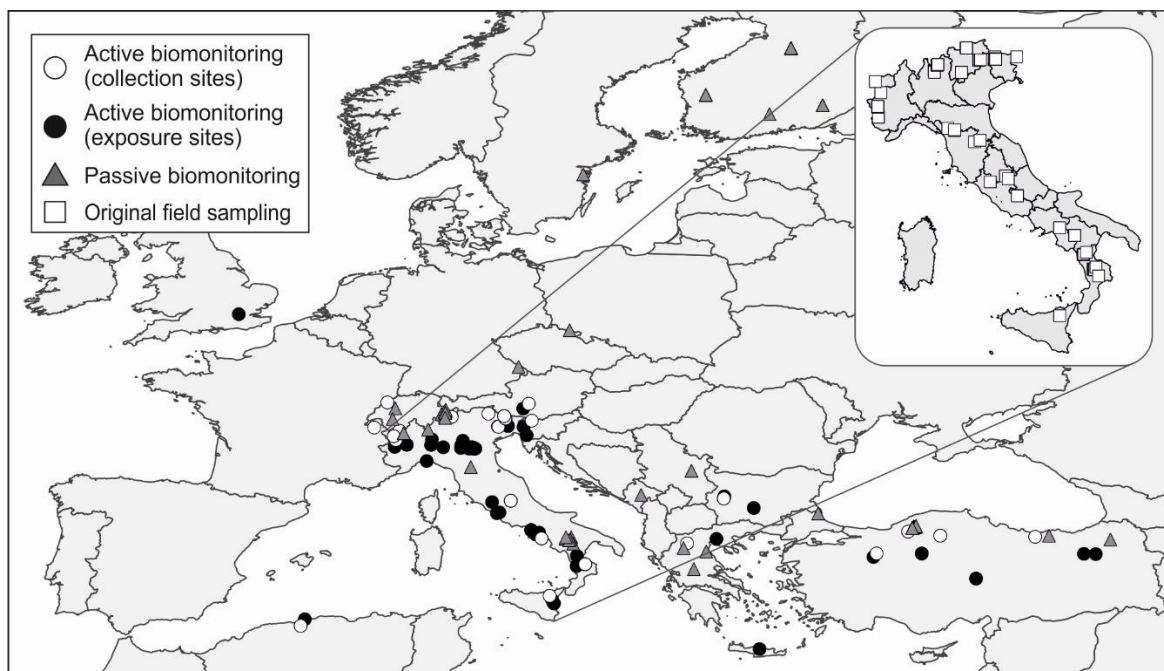 Active biomonitoring
(collection sites)
Active biomonitoring
(exposure sites)
Passive biomonitoring
Original field sampling